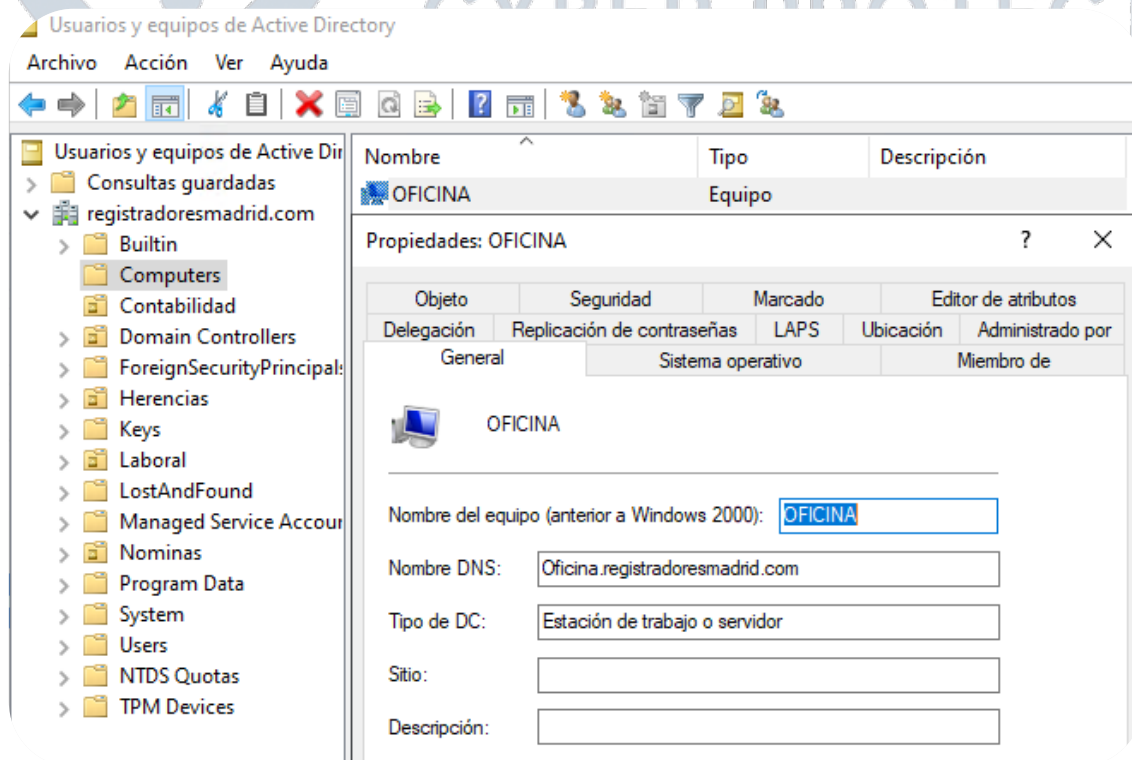 CYBER PROTEC
Usuarios y equipos de Active Directory
Archivo Acción Ver Ayuda
Usuarios y equipos de Active Dir
Consultas guardadas
registradoresmadrid.com
Builtin
Computers
Contabilidad
Domain Controllers
ForeignSecurityPrincipal
Herencias
Keys
Laboral
LostAndFound
Managed Service Accour
Nominas
Program Data
System
Users
NTDS Quotas
TPM Devices
Nombre Tipo Descripción
OFICINA Equipo
Propiedades: OFICINA ? X
Objeto Seguridad Marcado Editor de atributos
Delegación Replicación de contraseñas LAPS Ubicación Administrado por
General Sistema operativo Miembro de
OFICINA
Nombre del equipo (anterior a Windows 2000): OFICINA
Nombre DNS: Oficina.registradoresmadrid.com
Tipo de DC: Estación de trabajo o servidor
Sitio:
Descripción: